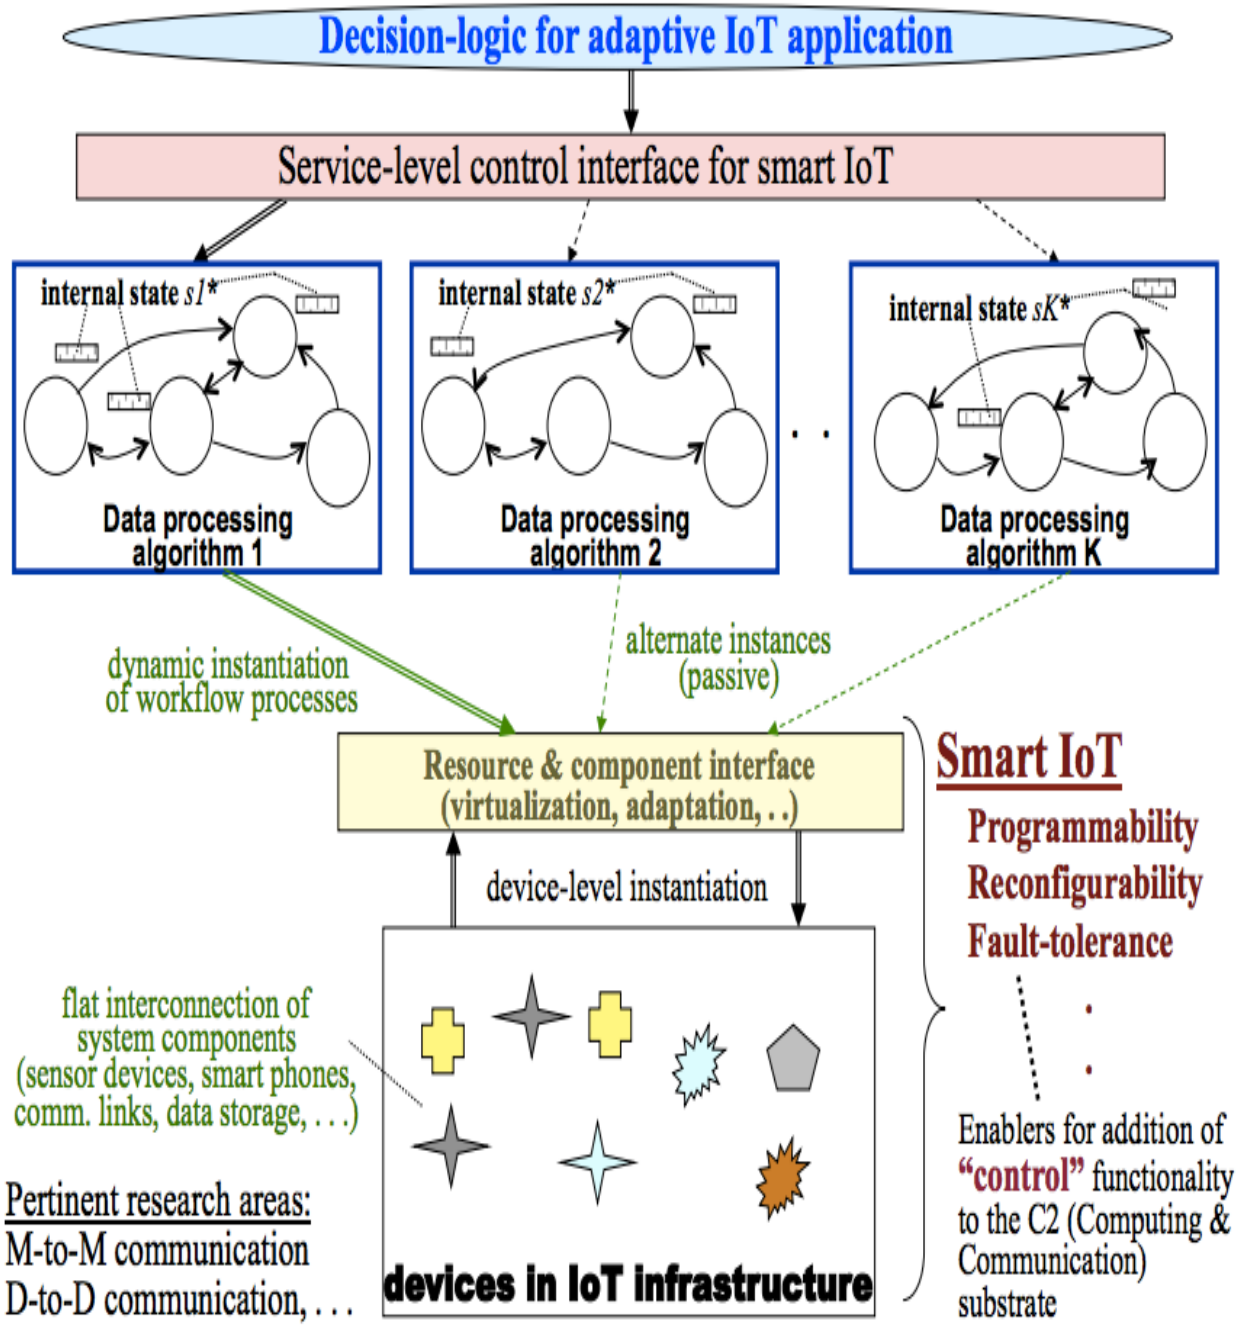 Decision-logic for adaptive IoT application
Service-level control interface for smart IoT
internal state s1*
Data processing
algorithm 1
internal state s2*
Data processing
algorithm 2
. .
internal state sK*
Data processing
algorithm K
dynamic instantiation
of workflow processes
alternate instances
(passive)
Resource & component interface
(virtualization, adaptation, . .)
device-level instantiation
flat interconnection of
system components
(sensor devices, smart phones,
comm. links, data storage, . . .)
devices in IoT infrastructure
Pertinent research areas:
M-to-M communication
D-to-D communication, . . .
Smart IoT
Programmability
Reconfigurability
Fault-tolerance
.
.
Enablers for addition of
“control” functionality
to the C2 (Computing &
Communication)
substrate